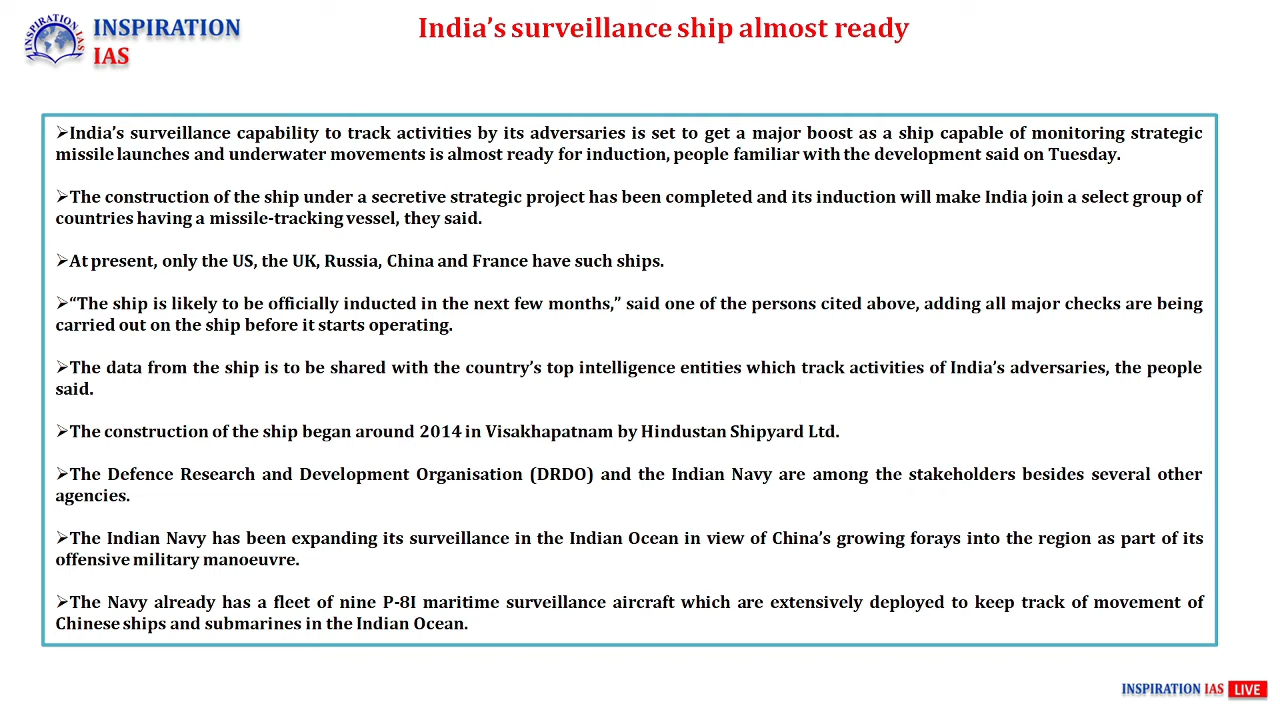 INSPIRATION IAS
INSPIRATION
IAS
India’s surveillance ship almost ready
➢India’s surveillance capability to track activities by its adversaries is set to get a major boost as a ship capable of monitoring strategic
missile launches and underwater movements is almost ready for induction, people familiar with the development said on Tuesday.
➢The construction of the ship under a secretive strategic project has been completed and its induction will make India join a select group of
countries having a missile-tracking vessel, they said.
➢At present, only the US, the UK, Russia, China and France have such ships.
➢“The ship is likely to be officially inducted in the next few months,” said one of the persons cited above, adding all major checks are being
carried out on the ship before it starts operating.
➢The data from the ship is to be shared with the country’s top intelligence entities which track activities of India’s adversaries, the people
said.
➢The construction of the ship began around 2014 in Visakhapatnam by Hindustan Shipyard Ltd.
➢The Defence Research and Development Organisation (DRDO) and the Indian Navy are among the stakeholders besides several other
agencies.
➢The Indian Navy has been expanding its surveillance in the Indian Ocean in view of China’s growing forays into the region as part of its
offensive military manoeuvre.
➢The Navy already has a fleet of nine P-8I maritime surveillance aircraft which are extensively deployed to keep track of movement of
Chinese ships and submarines in the Indian Ocean.
INSPIRATION IAS LIVE